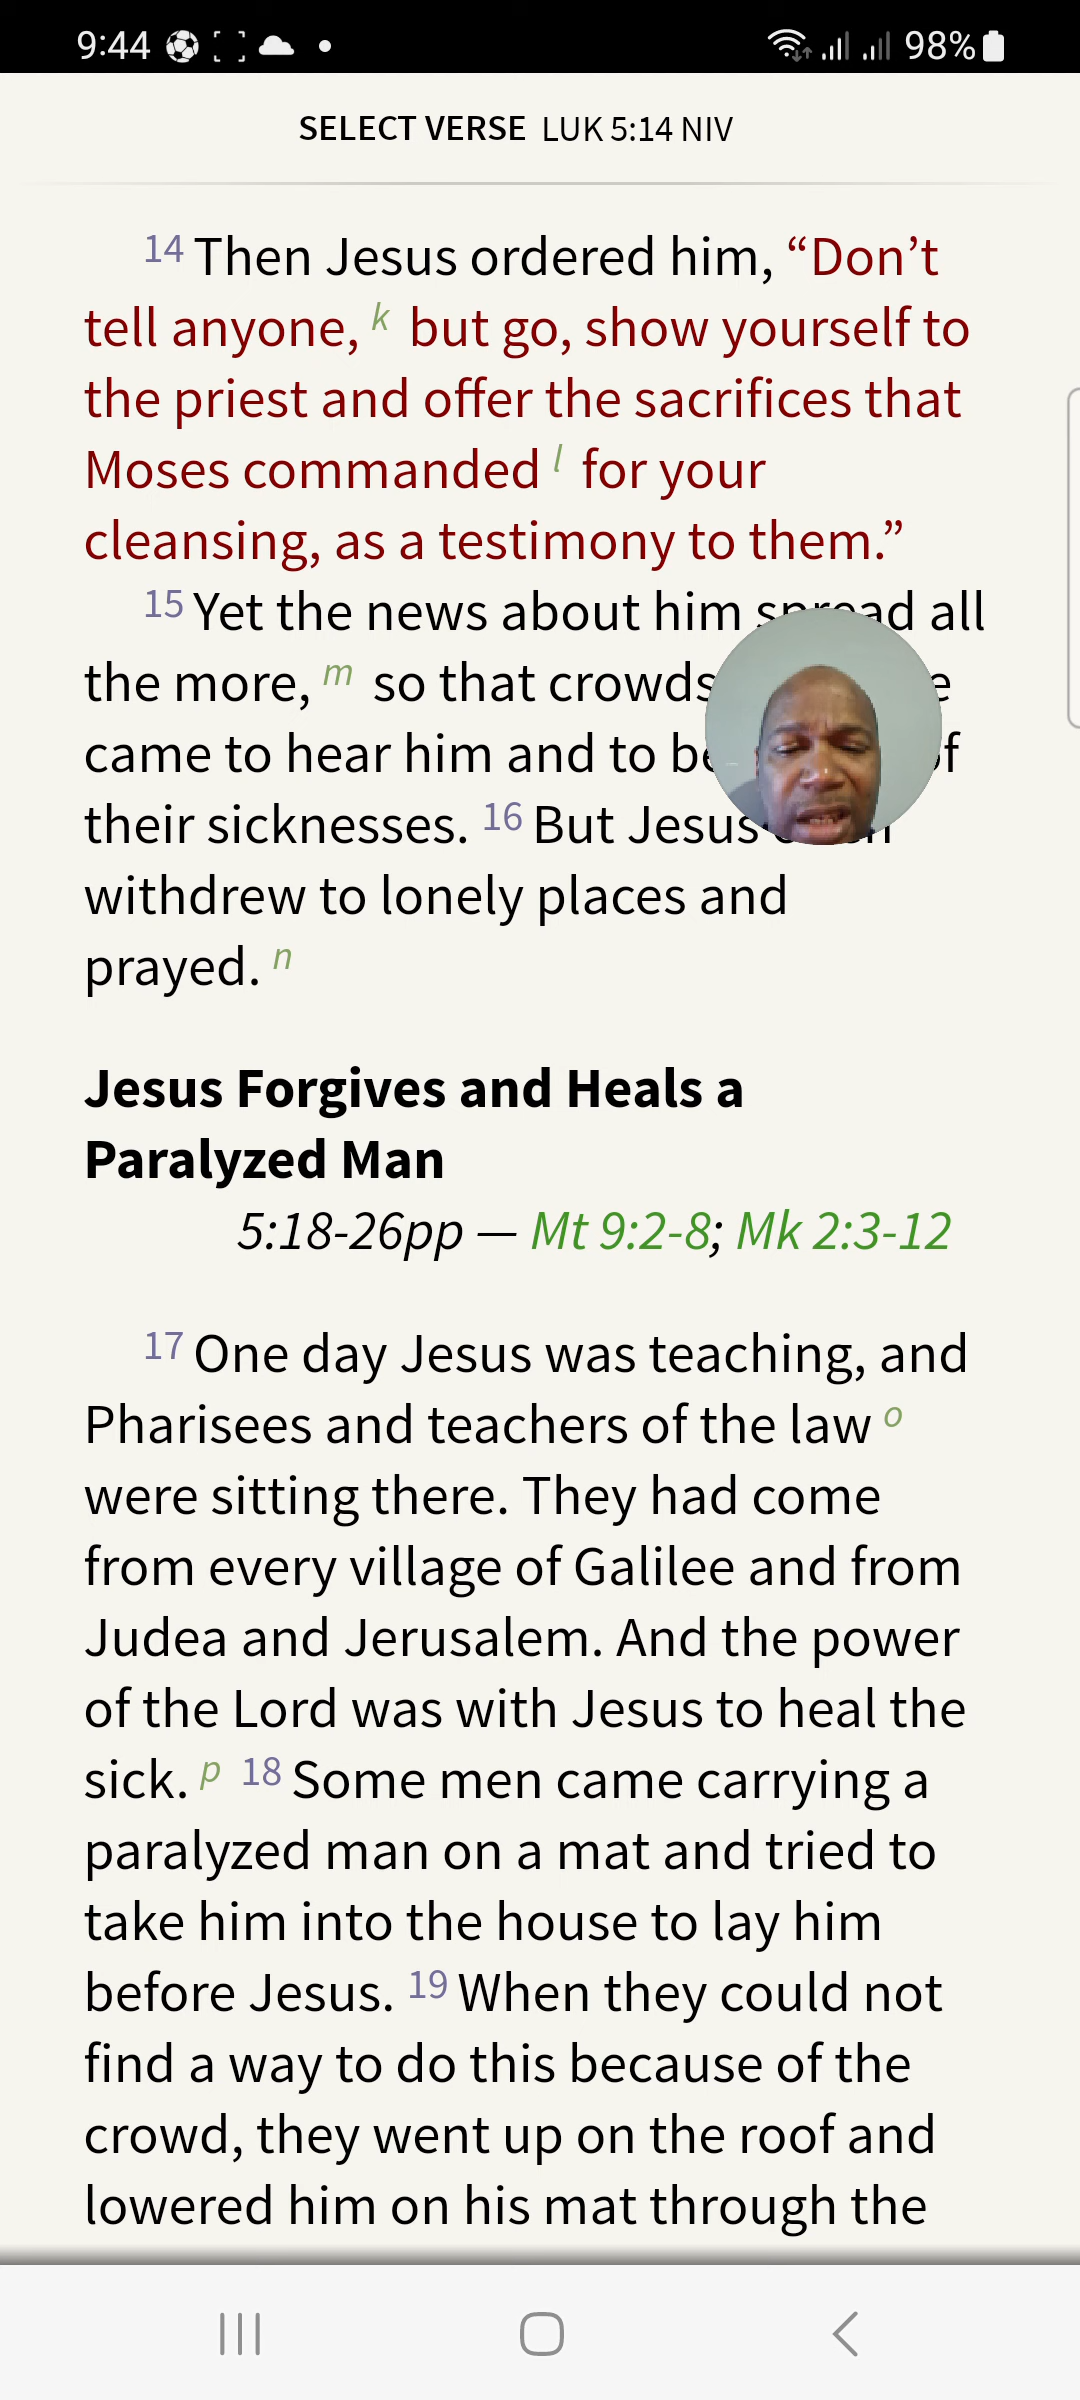 9:44 98%
SELECT VERSE LUK 5:14 NIV
14 Then Jesus ordered him, “Don’t
tell anyone, k but go, show yourself to
the priest and offer the sacrifices that
Moses commanded l for your
cleansing, as a testimony to them.”
15 Yet the news about him spread all
the more, m so that crowds
came to hear him and to
their sicknesses. 16 But Jesus
withdrew to lonely places and
prayed. n
Jesus Forgives and Heals a
Paralyzed Man
5:18-26pp — Mt 9:2-8; Mk 2:3-12
17 One day Jesus was teaching, and
Pharisees and teachers of the law o
were sitting there. They had come
from every village of Galilee and from
Judea and Jerusalem. And the power
of the Lord was with Jesus to heal the
sick. p 18 Some men came carrying a
paralyzed man on a mat and tried to
take him into the house to lay him
before Jesus. 19 When they could not
find a way to do this because of the
crowd, they went up on the roof and
lowered him on his mat through the